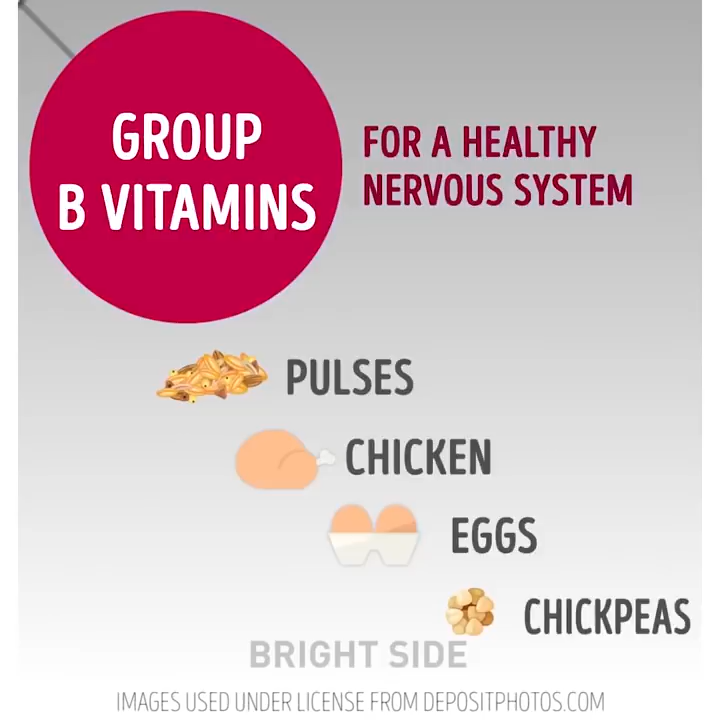 GROUP
B VITAMINS
FOR A HEALTHY
NERVOUS SYSTEM
PULSES
CHICKEN
EGGS
CHICKPEAS
BRIGHT SIDE
IMAGES USED UNDER LICENSE FROM DEPOSITPHOTOS.COM